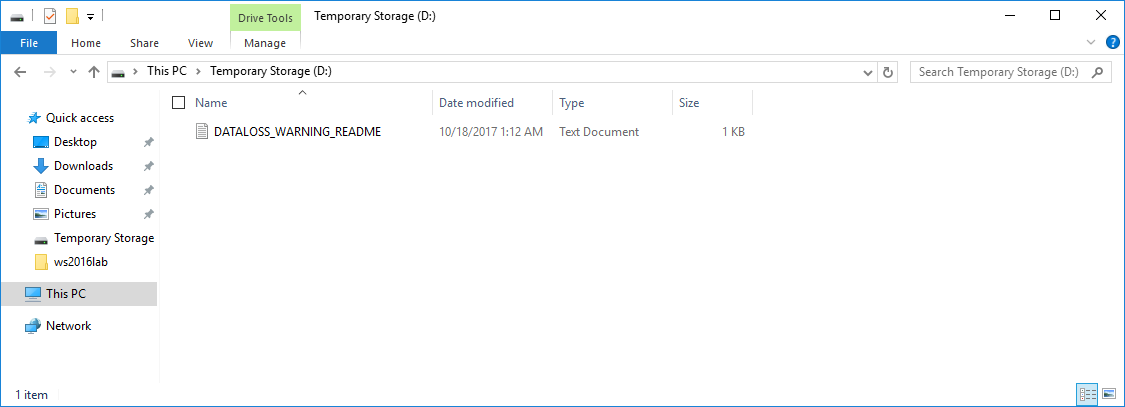 Drive Tools
Temporary Storage (D:)
File
Home
Share
View
Manage
This PC
Temporary Storage (D:)
Search Temporary Storage (D:)
Name
Date modified
Type
Size
DATALOSS_WARNING_README
10/18/2017 1:12 AM
Text Document
1 KB
Quick access
Desktop
Downloads
Documents
Pictures
Temporary Storage
ws2016lab
This PC
Network
1 item